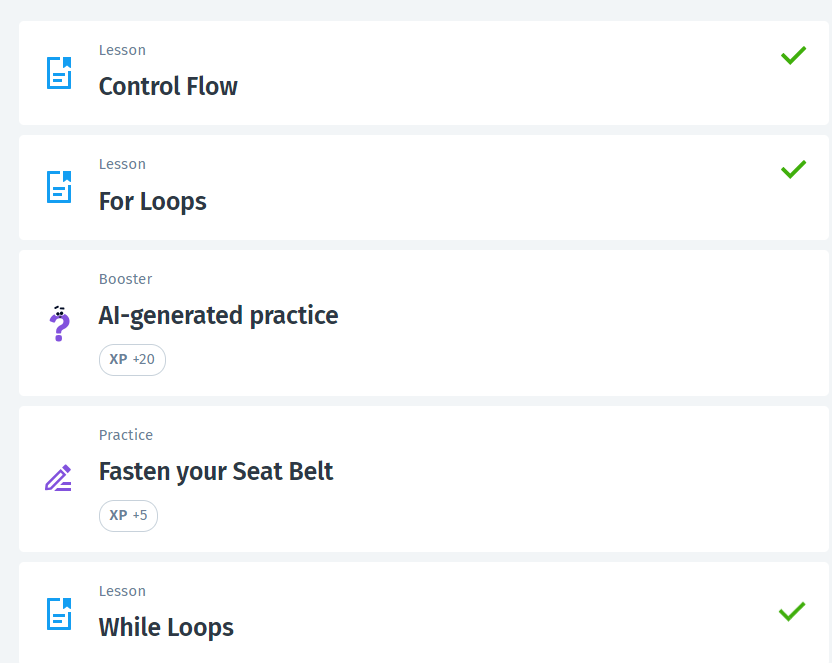 Lesson
Control Flow
Lesson
For Loops
Booster
AI-generated practice
XP +20
Practice
Fasten your Seat Belt
XP +5
Lesson
While Loops